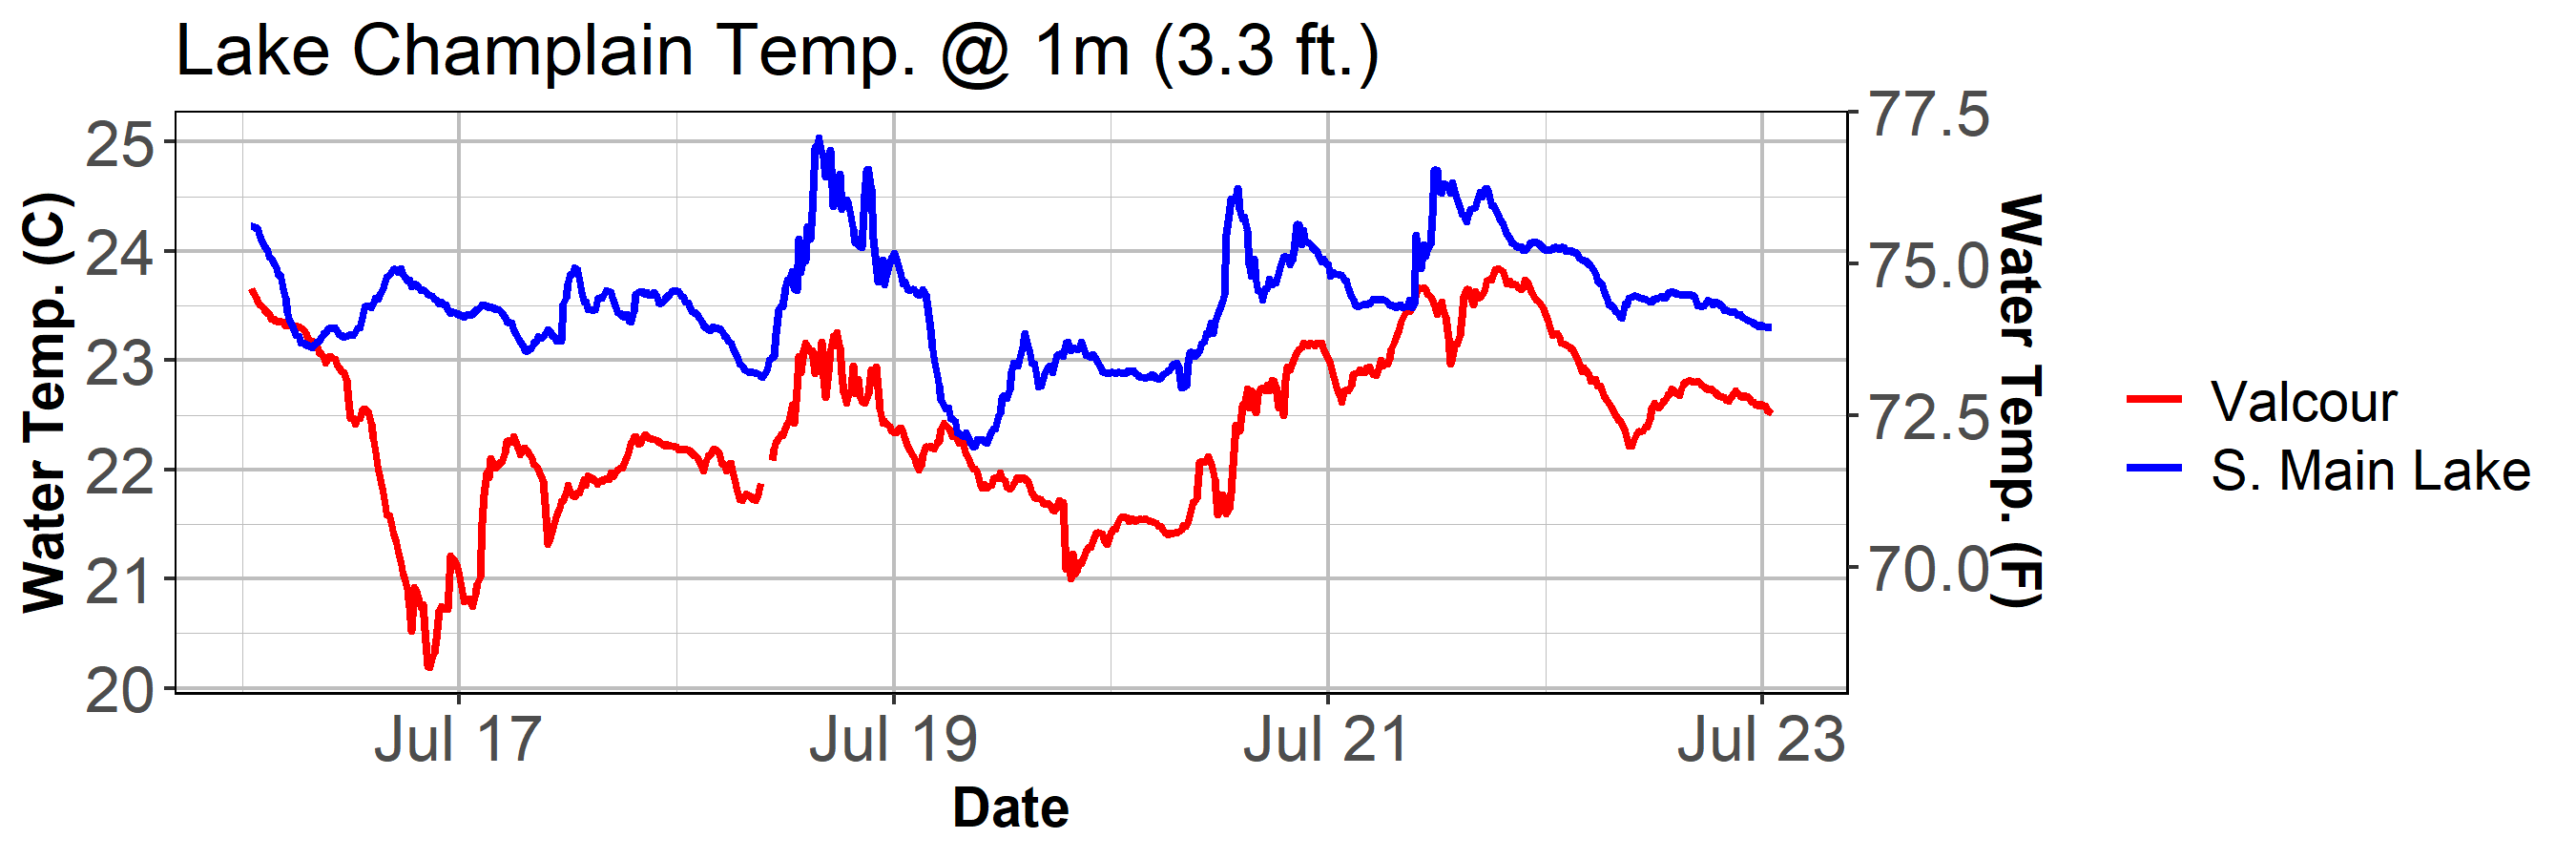 Lake Champlain Temp. @ 1m (3.3 ft.)
Water Temp. (C)
25
24
23
22
21
20
77.5
75.0
72.5
70.0
Water Temp. (F)
Jul 17
Jul 19
Jul 21
Jul 23
Date
Valcour
S. Main Lake